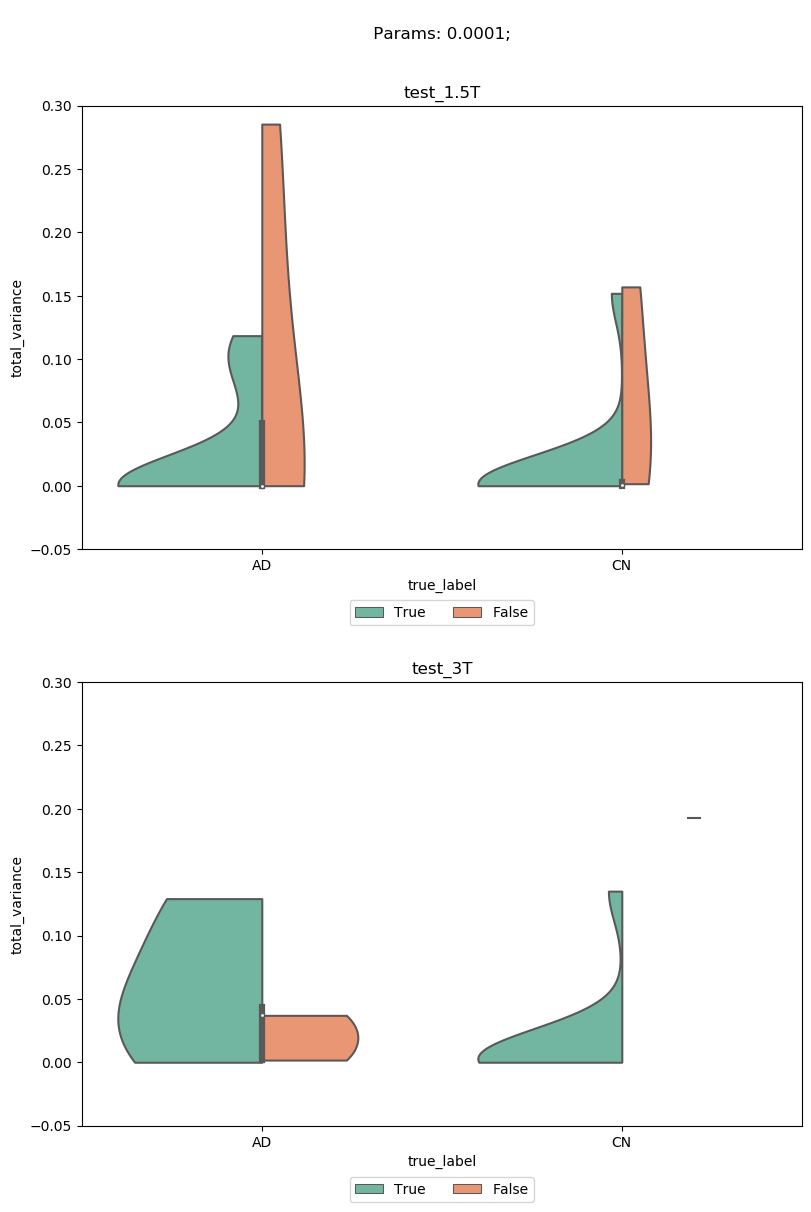 Params: 0.0001;
test_1.5T
0.30
0.25
0.20
0.15
0.10
0.05
0.00
−0.05
total_variance
AD CN
true_label
True False
test_3T
0.30
0.25
0.20
0.15
0.10
0.05
0.00
−0.05
total_variance
AD CN
true_label
True False